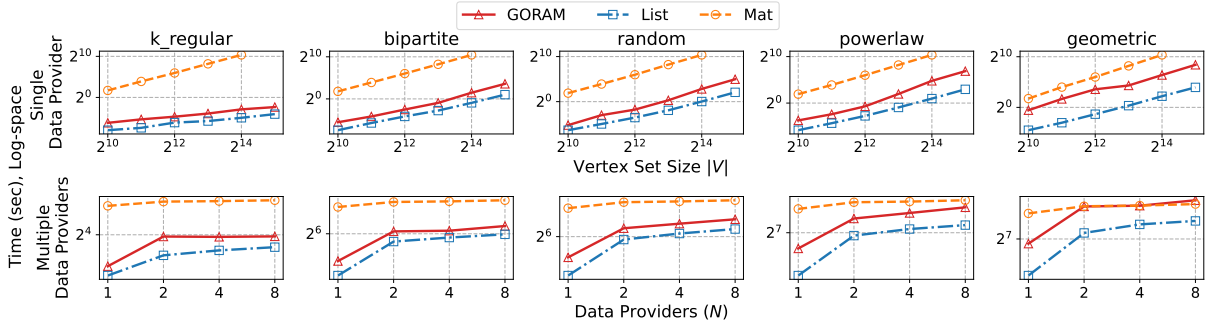 GORAM List Mat
k_regular bipartite random powerlaw geometric
Time (sec), Log-space
Single
Data Provider
2^10 2^10 2^10 2^10 2^10
2^0 2^0 2^0 2^0 2^0
2^10 2^12 2^14 2^10 2^12 2^14 2^10 2^12 2^14 2^10 2^12 2^14 2^10 2^12 2^14
Vertex Set Size |V|
Multiple
Data Providers
2^4 2^6 2^6 2^7 2^7
1 2 4 8 1 2 4 8 1 2 4 8 1 2 4 8 1 2 4 8
Data Providers (N)